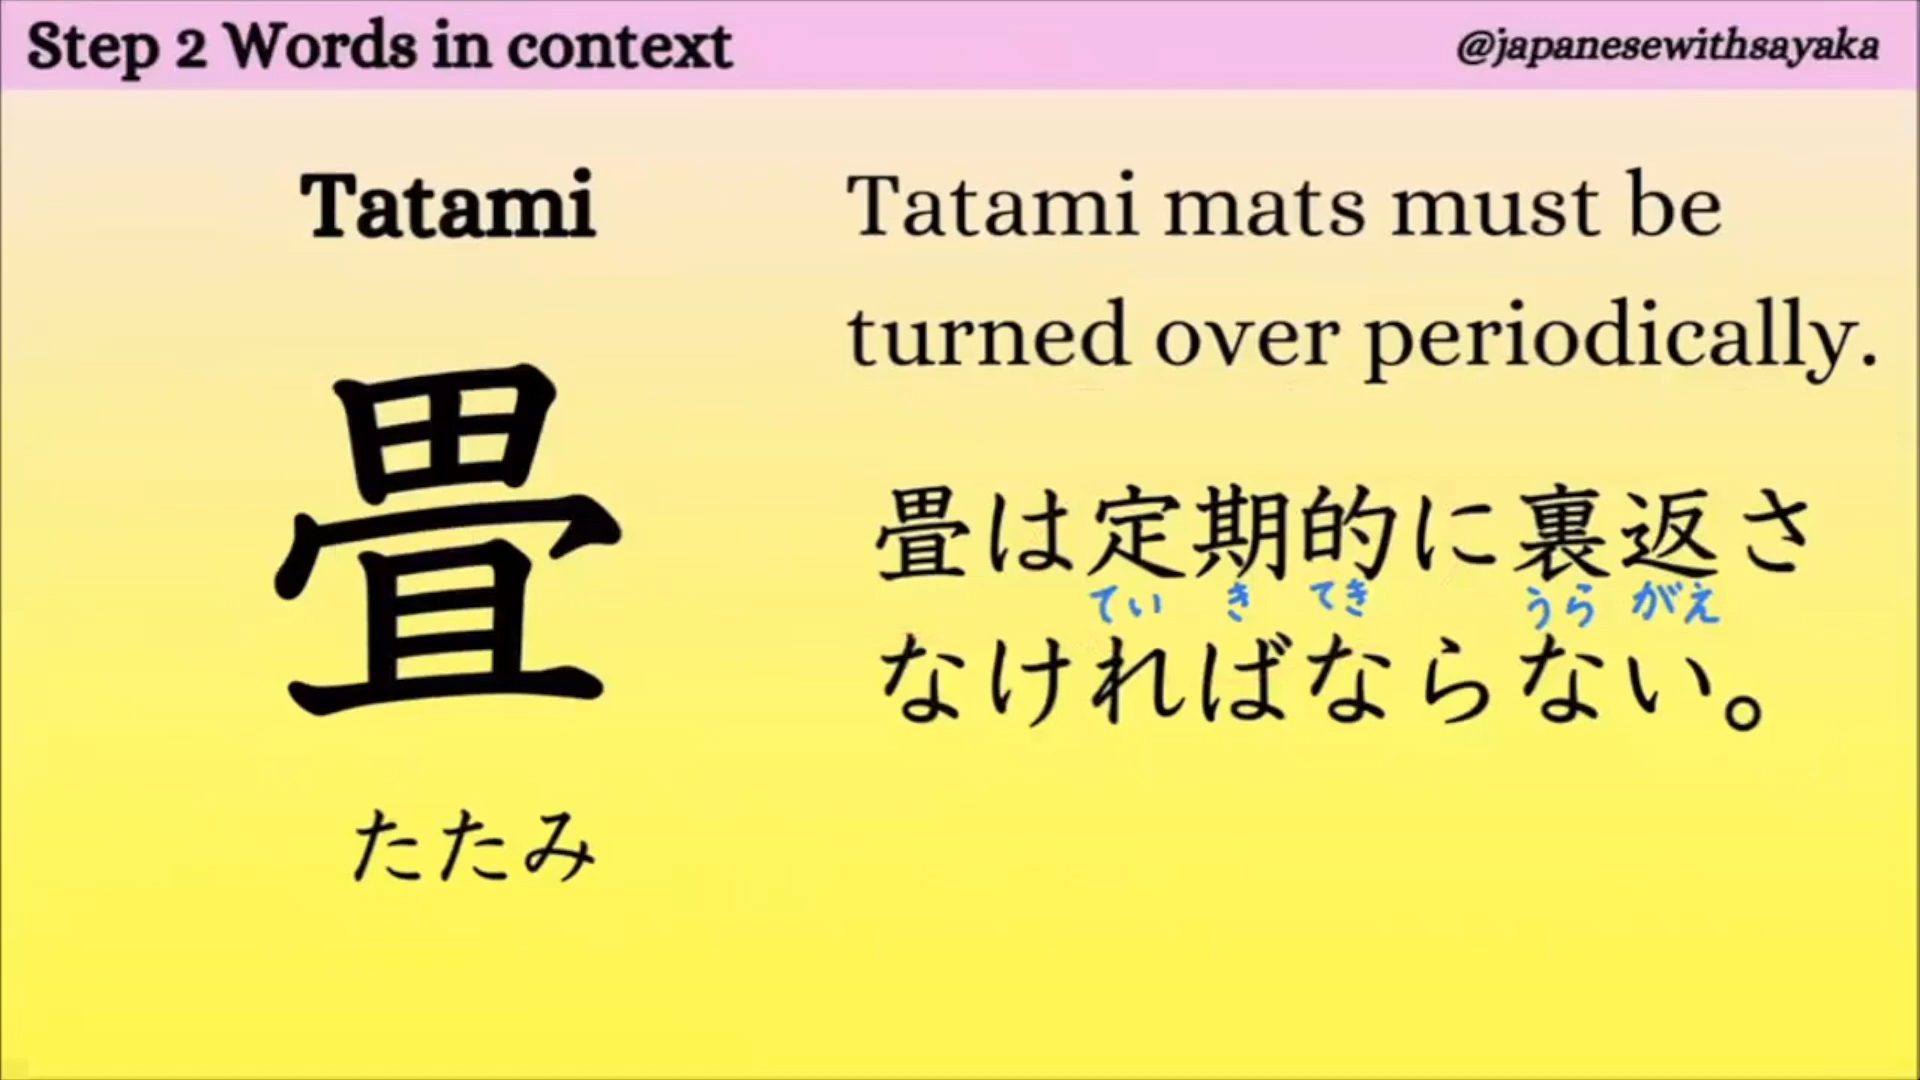 Step 2 Words in context
@japanesewithsayaka
Tatami
畳
たたみ
Tatami mats must be
turned over periodically.
畳は定期的に裏返さ
てい き てき うら がえ
なければならない。